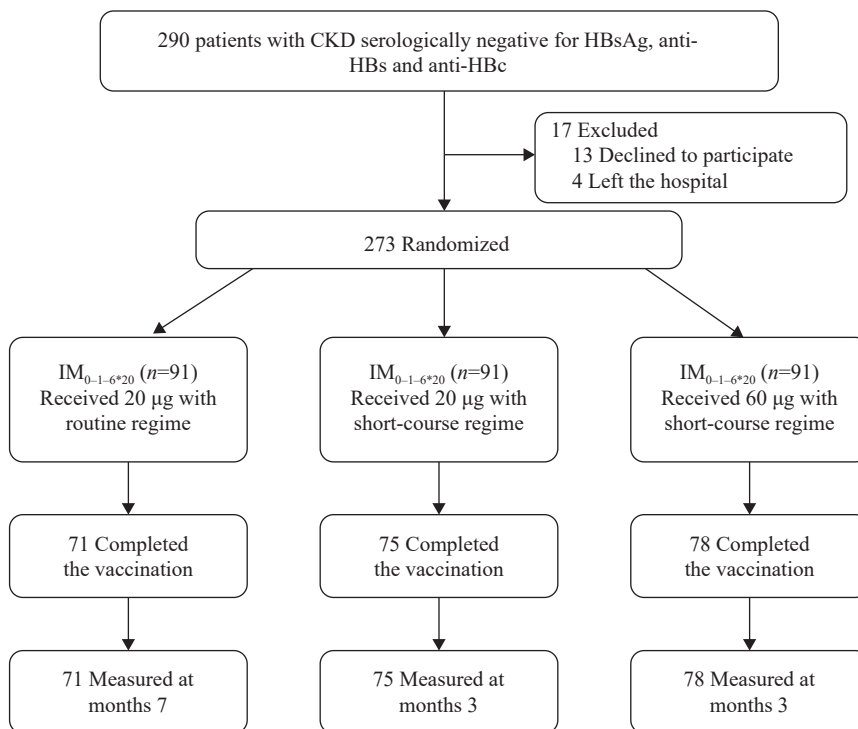 290 patients with CKD serologically negative for HBsAg, anti-
HBs and anti-HBc
17 Excluded
13 Declined to participate
4 Left the hospital
273 Randomized
IM0–1–6*20 (n=91)
Received 20 μg with
routine regime
IM0–1–6*20 (n=91)
Received 20 μg with
short-course regime
IM0–1–6*20 (n=91)
Received 60 μg with
short-course regime
71 Completed
the vaccination
75 Completed
the vaccination
78 Completed
the vaccination
71 Measured at
months 7
75 Measured at
months 3
78 Measured at
months 3